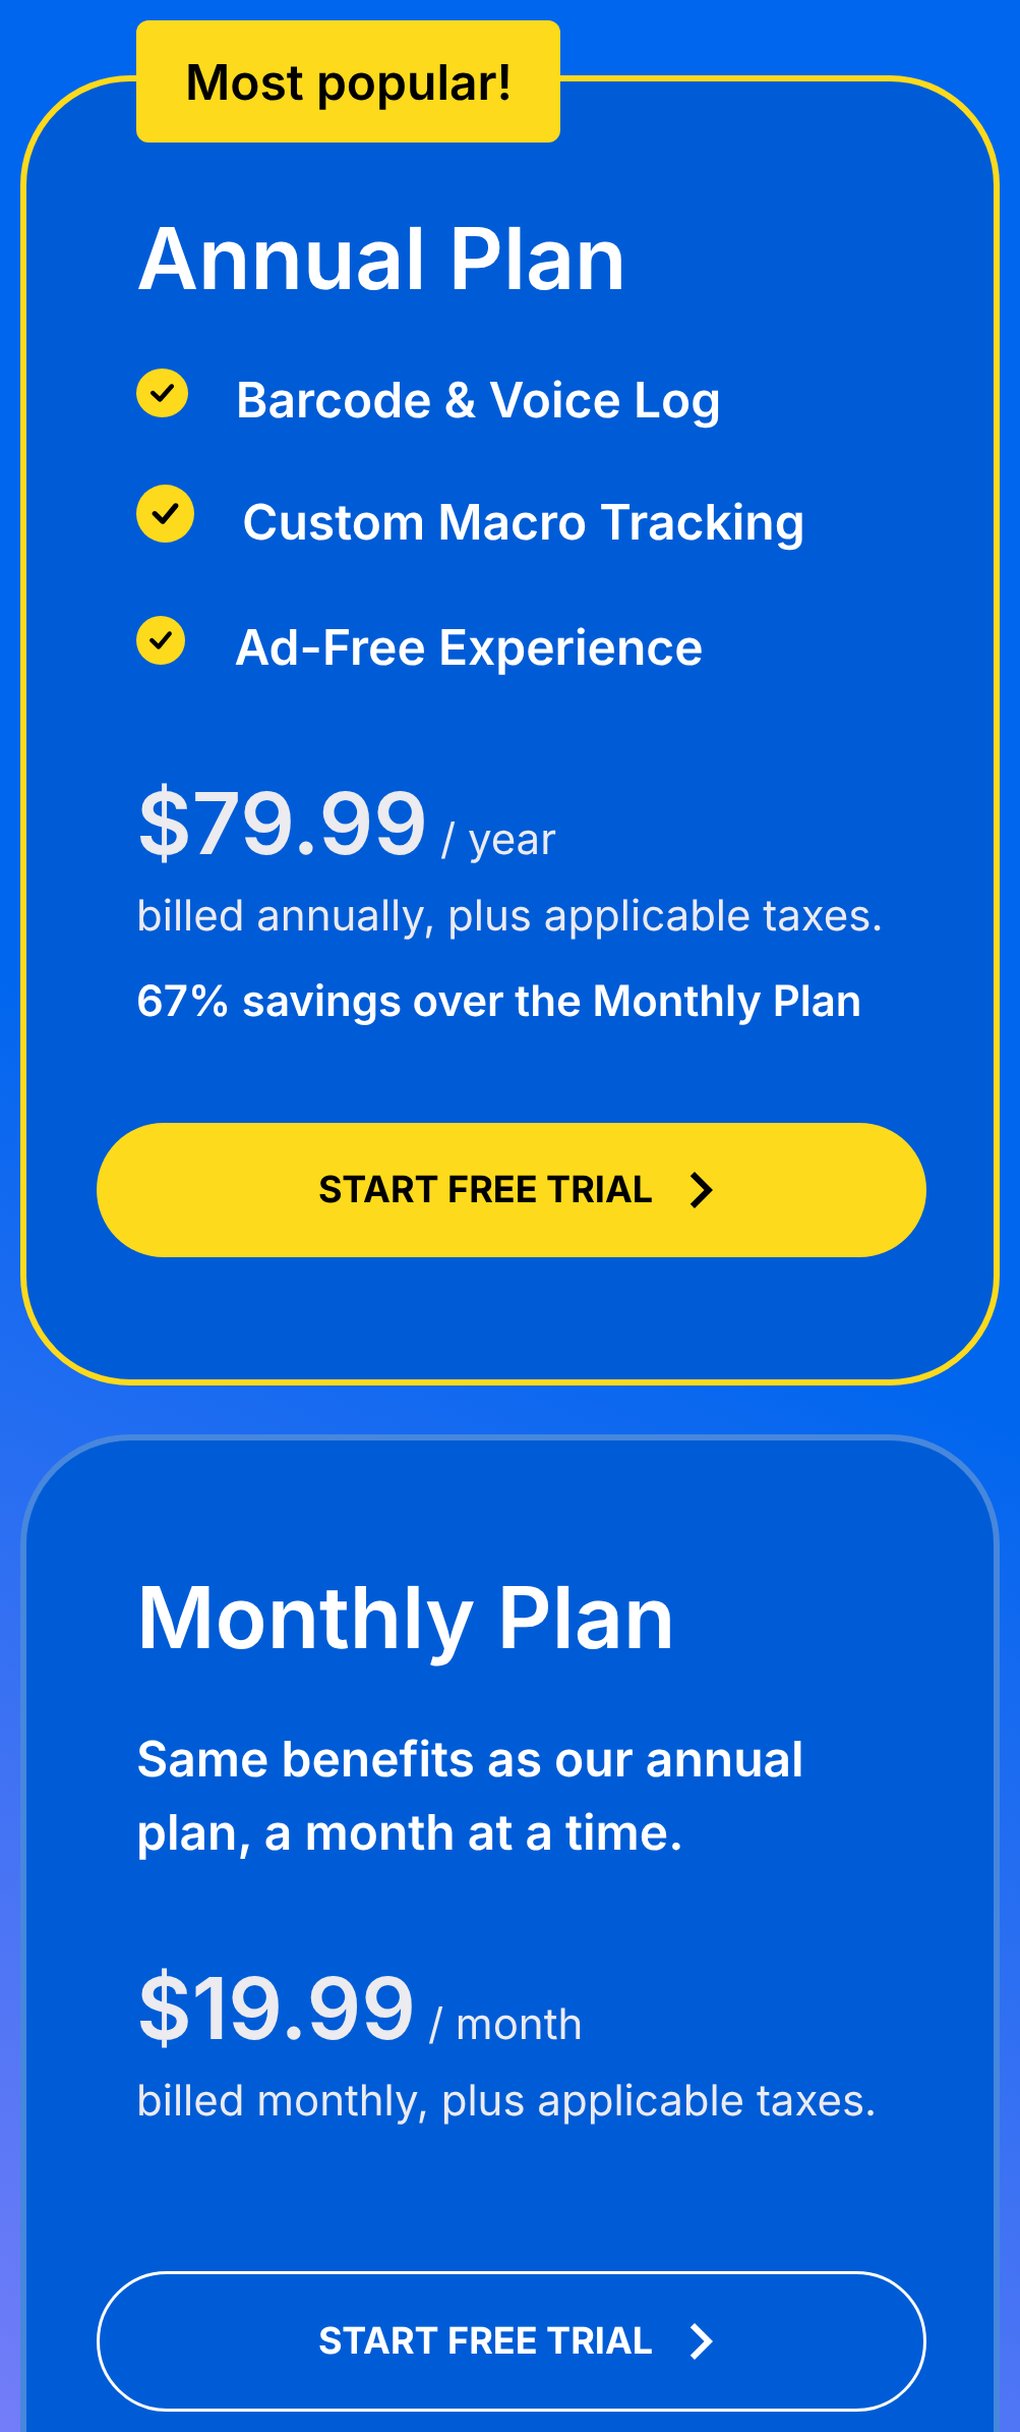 Most popular!
Annual Plan
Barcode & Voice Log
Custom Macro Tracking
Ad-Free Experience
$79.99 / year
billed annually, plus applicable taxes.
67% savings over the Monthly Plan
START FREE TRIAL
Monthly Plan
Same benefits as our annual
plan, a month at a time.
$19.99 / month
billed monthly, plus applicable taxes.
START FREE TRIAL